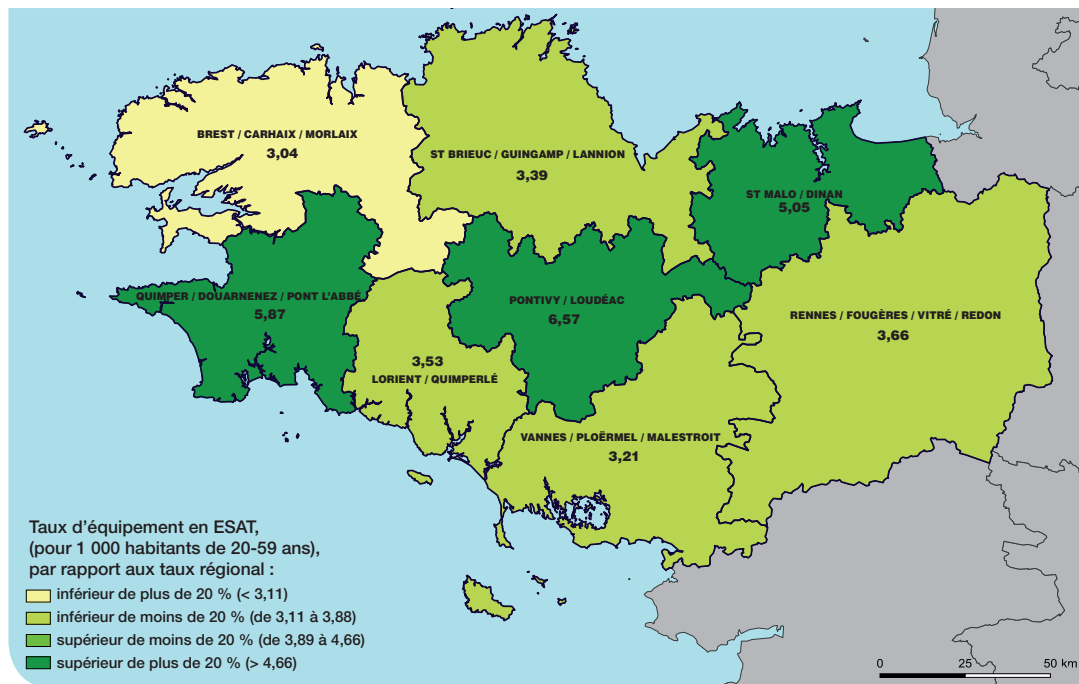 BREST / CARHAIX / MORLAIX
3,04
ST BRIEUC / GUINGAMP / LANNION
3,39
ST MALO / DINAN
5,05
QUIMPER / DOUARNENEZ / PONT L'ABBÉ
5,87
PONTIVY / LOUDÉAC
6,57
RENNES / FOUGÈRES / VITRÉ / REDON
3,66
3,53
LORIENT / QUIMPERLÉ
VANNES / PLOËRMEL / MALESTROIT
3,21
Taux d'équipement en ESAT,
(pour 1 000 habitants de 20-59 ans),
par rapport aux taux régional :
inférieur de plus de 20 % (< 3,11)
inférieur de moins de 20 % (de 3,11 à 3,88)
supérieur de moins de 20 % (de 3,89 à 4,66)
supérieur de plus de 20 % (> 4,66)
0 25 50 km